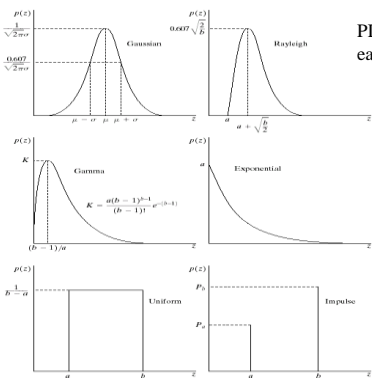 p(z)
1/√2πσ
0.607/√2πσ
Gaussian
μ − σ μ μ + σ z
p(z)
0.607√2/b
Rayleigh
a
a + √b/2
z
PI
ea
p(z)
K
Gamma
K = a(b − 1)^b−1/(b − 1)! e^−(b−1)
(b − 1)/a
z
p(z)
a
Exponential
z
p(z)
1/b − a
Uniform
a b z
p(z)
P_b
P_a
Impulse
a b z